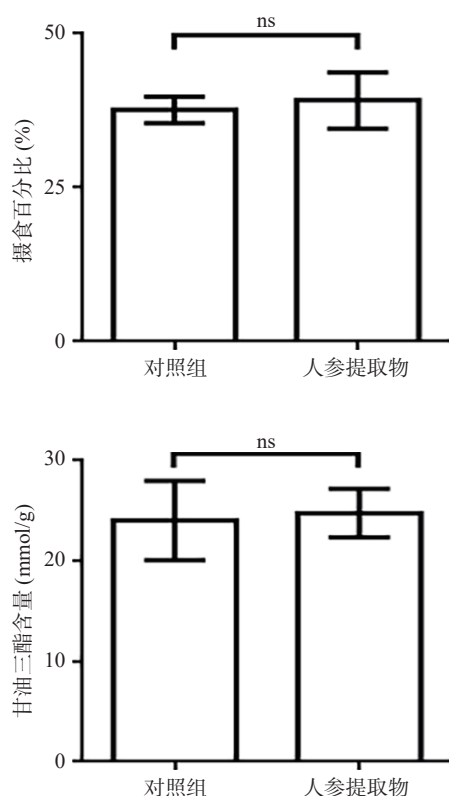 ns
50
25
0
摄食百分比 (%)
对照组
人参提取物
ns
30
20
10
0
甘油三酯含量 (mmol/g)
对照组
人参提取物